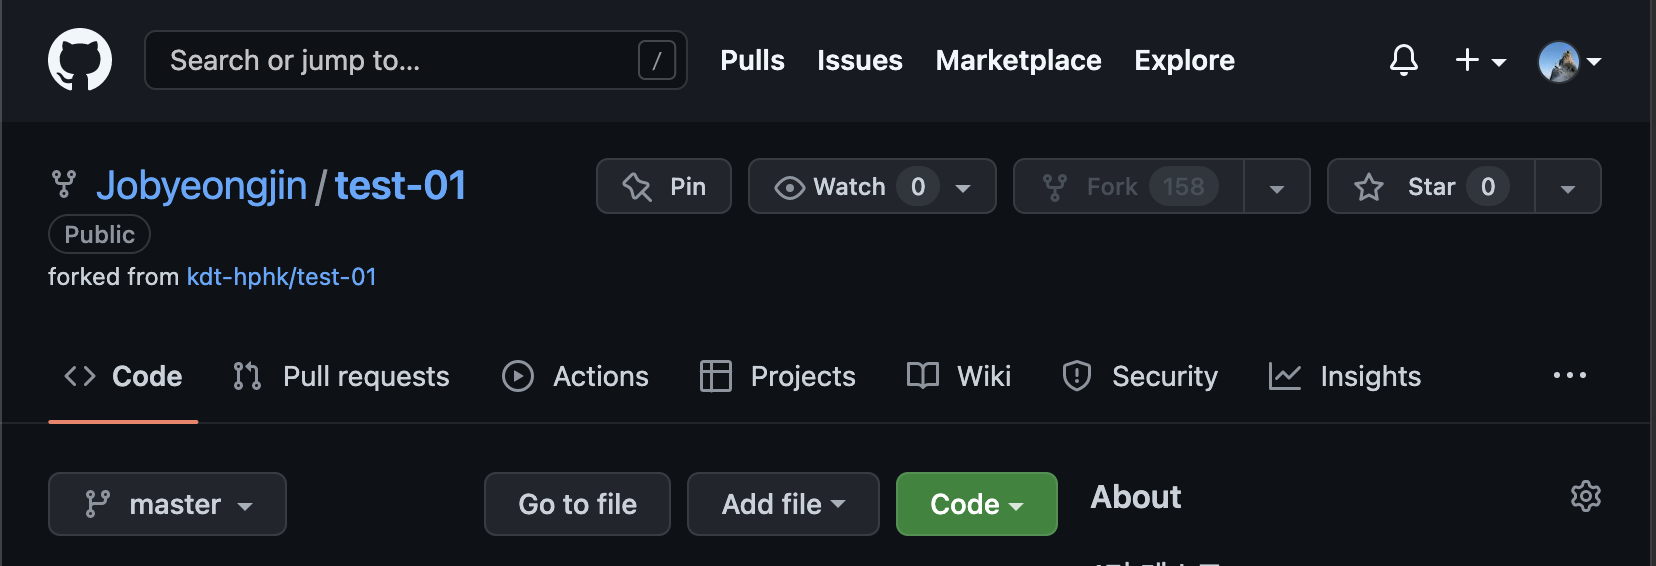 Search or jump to... /
Pulls Issues Marketplace Explore
Jobyeongjin / test-01
Pin
Watch 0
Fork 158
Star 0
Public
forked from kdt-hphk/test-01
Code
Pull requests
Actions
Projects
Wiki
Security
Insights
master
Go to file
Add file
Code
About